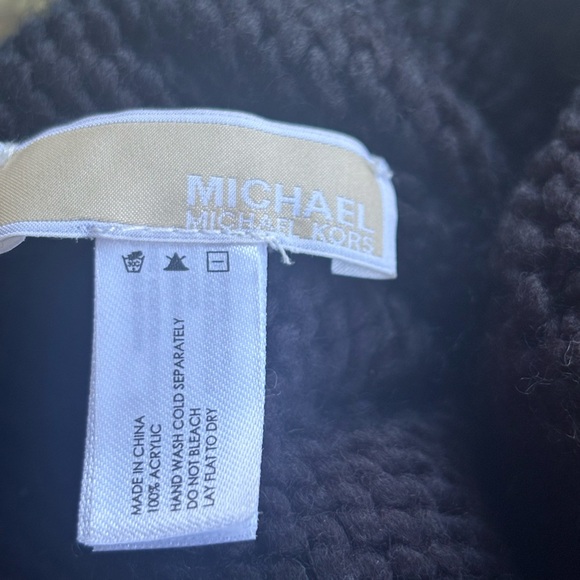 MICHAEL
MICHAEL KORS
MADE IN CHINA
100% ACRYLIC
HAND WASH COLD SEPARATELY
DO NOT BLEACH
LAY FLAT TO DRY